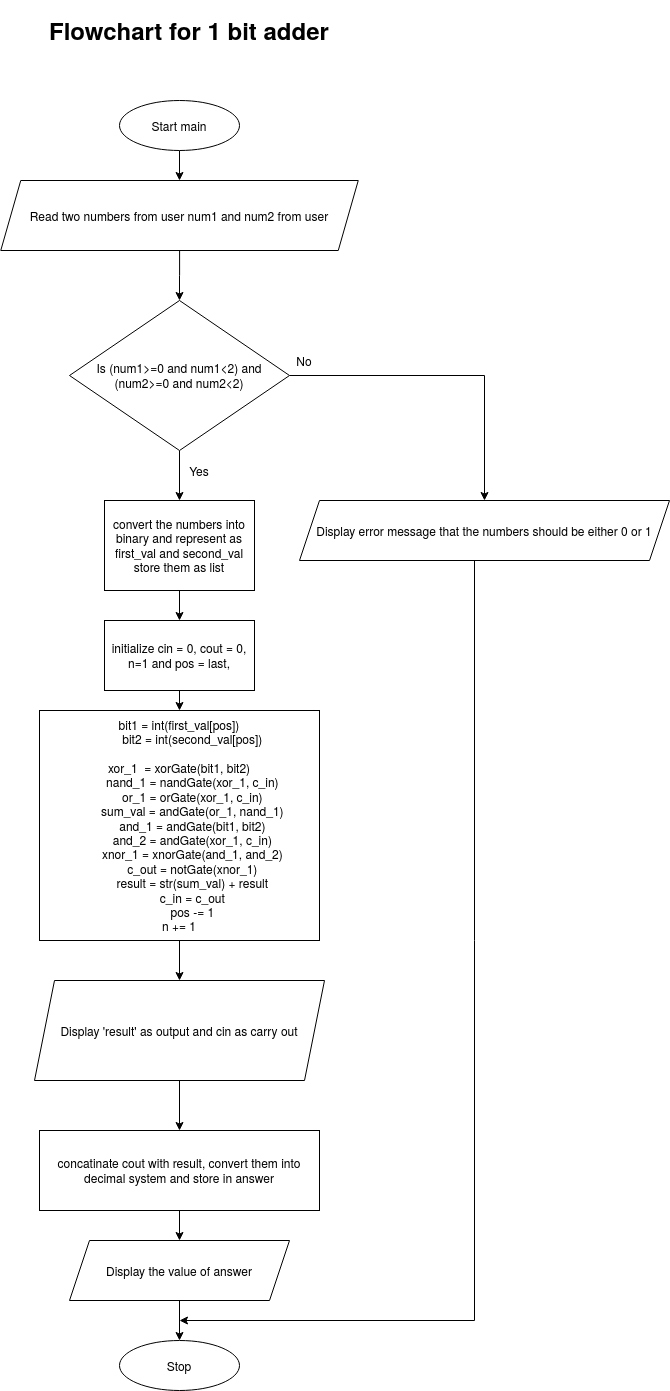 Flowchart for 1 bit adder
Start main
Read two numbers from user num1 and num2 from user
Is (num1>=0 and num1<2) and
(num2>=0 and num2<2)
No
Yes
convert the numbers into
binary and represent as
first_val and second_val
store them as list
Display error message that the numbers should be either 0 or 1
initialize cin = 0, cout = 0,
n=1 and pos = last,
bit1 = int(first_val[pos])
bit2 = int(second_val[pos])
xor_1 = xorGate(bit1, bit2)
nand_1 = nandGate(xor_1, c_in)
or_1 = orGate(xor_1, c_in)
sum_val = andGate(or_1, nand_1)
and_1 = andGate(bit1, bit2)
and_2 = andGate(xor_1, c_in)
xnor_1 = xnorGate(and_1, and_2)
c_out = notGate(xnor_1)
result = str(sum_val) + result
c_in = c_out
pos -= 1
n += 1
Display 'result' as output and cin as carry out
concatinate cout with result, convert them into
decimal system and store in answer
Display the value of answer
Stop